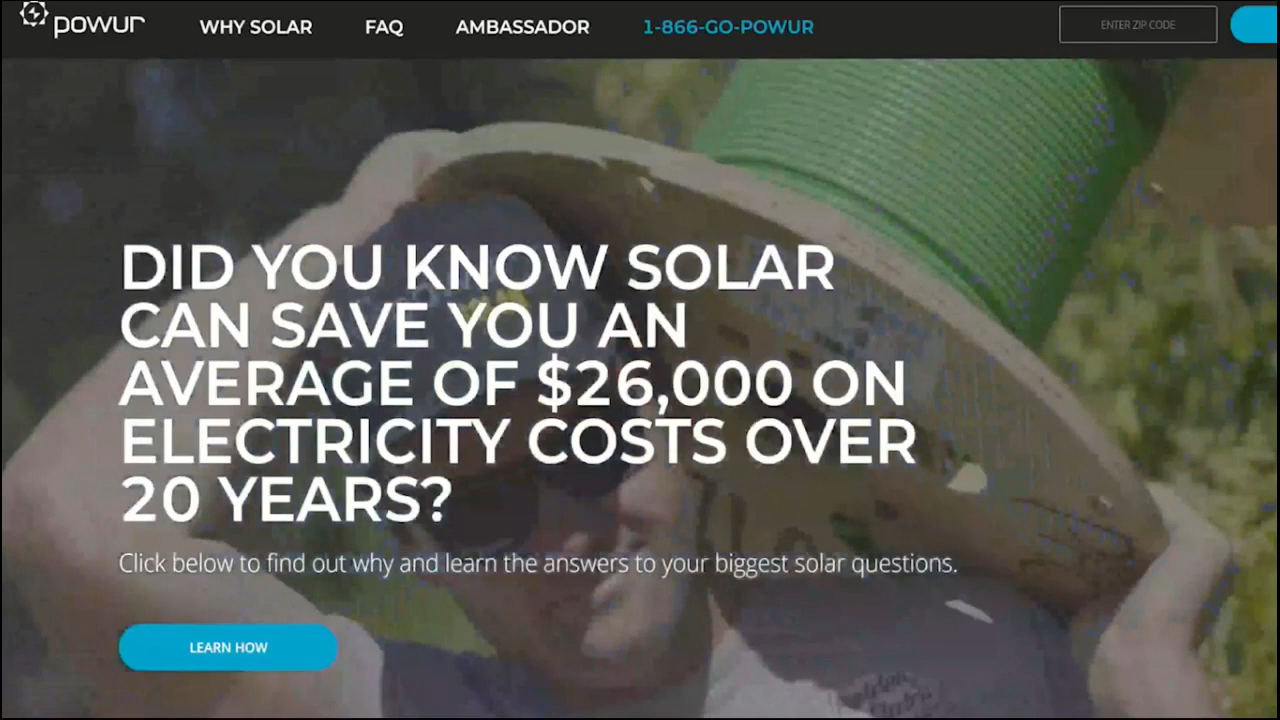 powur
WHY SOLAR
FAQ
AMBASSADOR
1-866-GO-POWUR
ENTER ZIP CODE
DID YOU KNOW SOLAR
CAN SAVE YOU AN
AVERAGE OF $26,000 ON
ELECTRICITY COSTS OVER
20 YEARS?
Click below to find out why and learn the answers to your biggest solar questions.
LEARN HOW